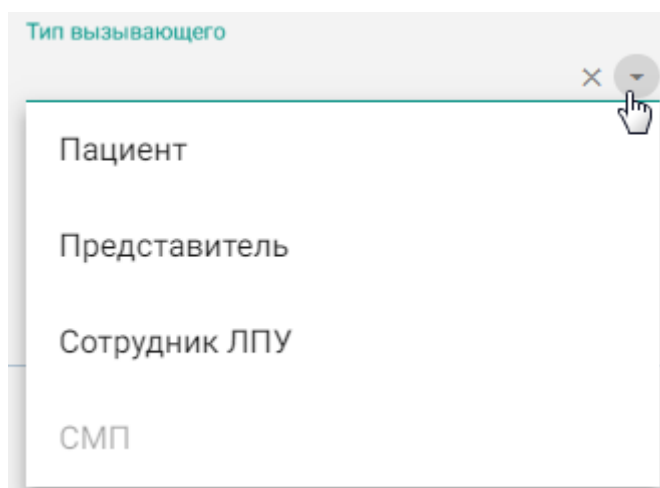 Тип вызывающего
Пациент
Представитель
Сотрудник ЛПУ
СМП